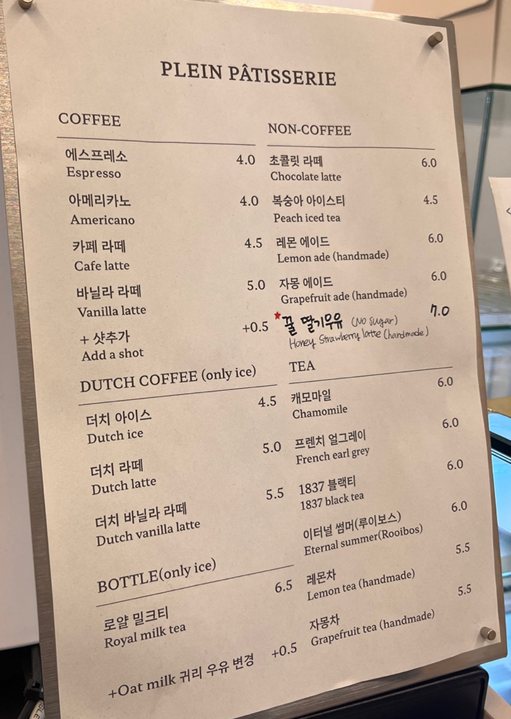 PLEIN PÂTISSERIE
COFFEE
에스프레소 4.0
Espresso
아메리카노 4.0
Americano
카페 라떼 4.5
Cafe latte
바닐라 라떼 5.0
Vanilla latte
+ 샷추가 +0.5
Add a shot
DUTCH COFFEE (only ice)
더치 아이스 4.5
Dutch ice
더치 라떼 5.0
Dutch latte
더치 바닐라 라떼 5.5
Dutch vanilla latte
BOTTLE(only ice)
로얄 밀크티 6.5
Royal milk tea
+Oat milk 귀리 우유 변경 +0.5
NON-COFFEE
초콜릿 라떼 6.0
Chocolate latte
복숭아 아이스티 4.5
Peach iced tea
레몬 에이드 6.0
Lemon ade (handmade)
자몽 에이드 6.0
Grapefruit ade (handmade)
*꿀 딸기우유 (No sugar) 7.0
Honey Strawberry latte (handmade)
TEA
캐모마일 6.0
Chamomile
프렌치 얼그레이 6.0
French earl grey
1837 블랙티 6.0
1837 black tea
이터널 썸머(루이보스) 6.0
Eternal summer(Rooibos)
레몬차 5.5
Lemon tea (handmade)
자몽차 5.5
Grapefruit tea (handmade)